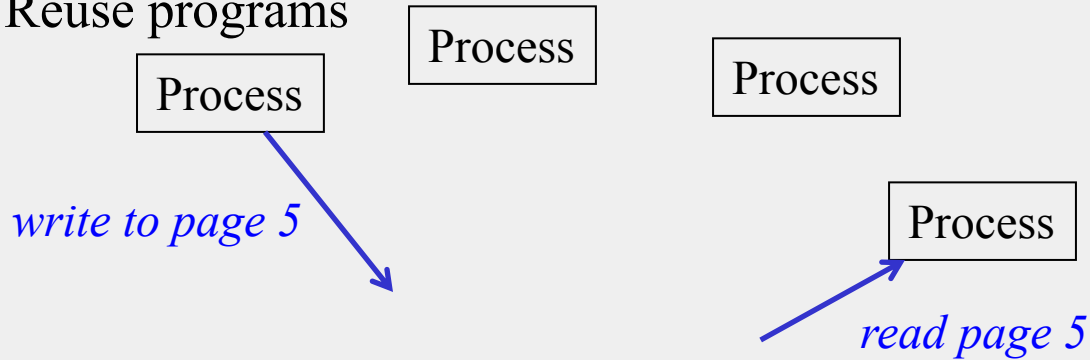 Reuse programs
Process
Process
Process
Process
write to page 5
read page 5